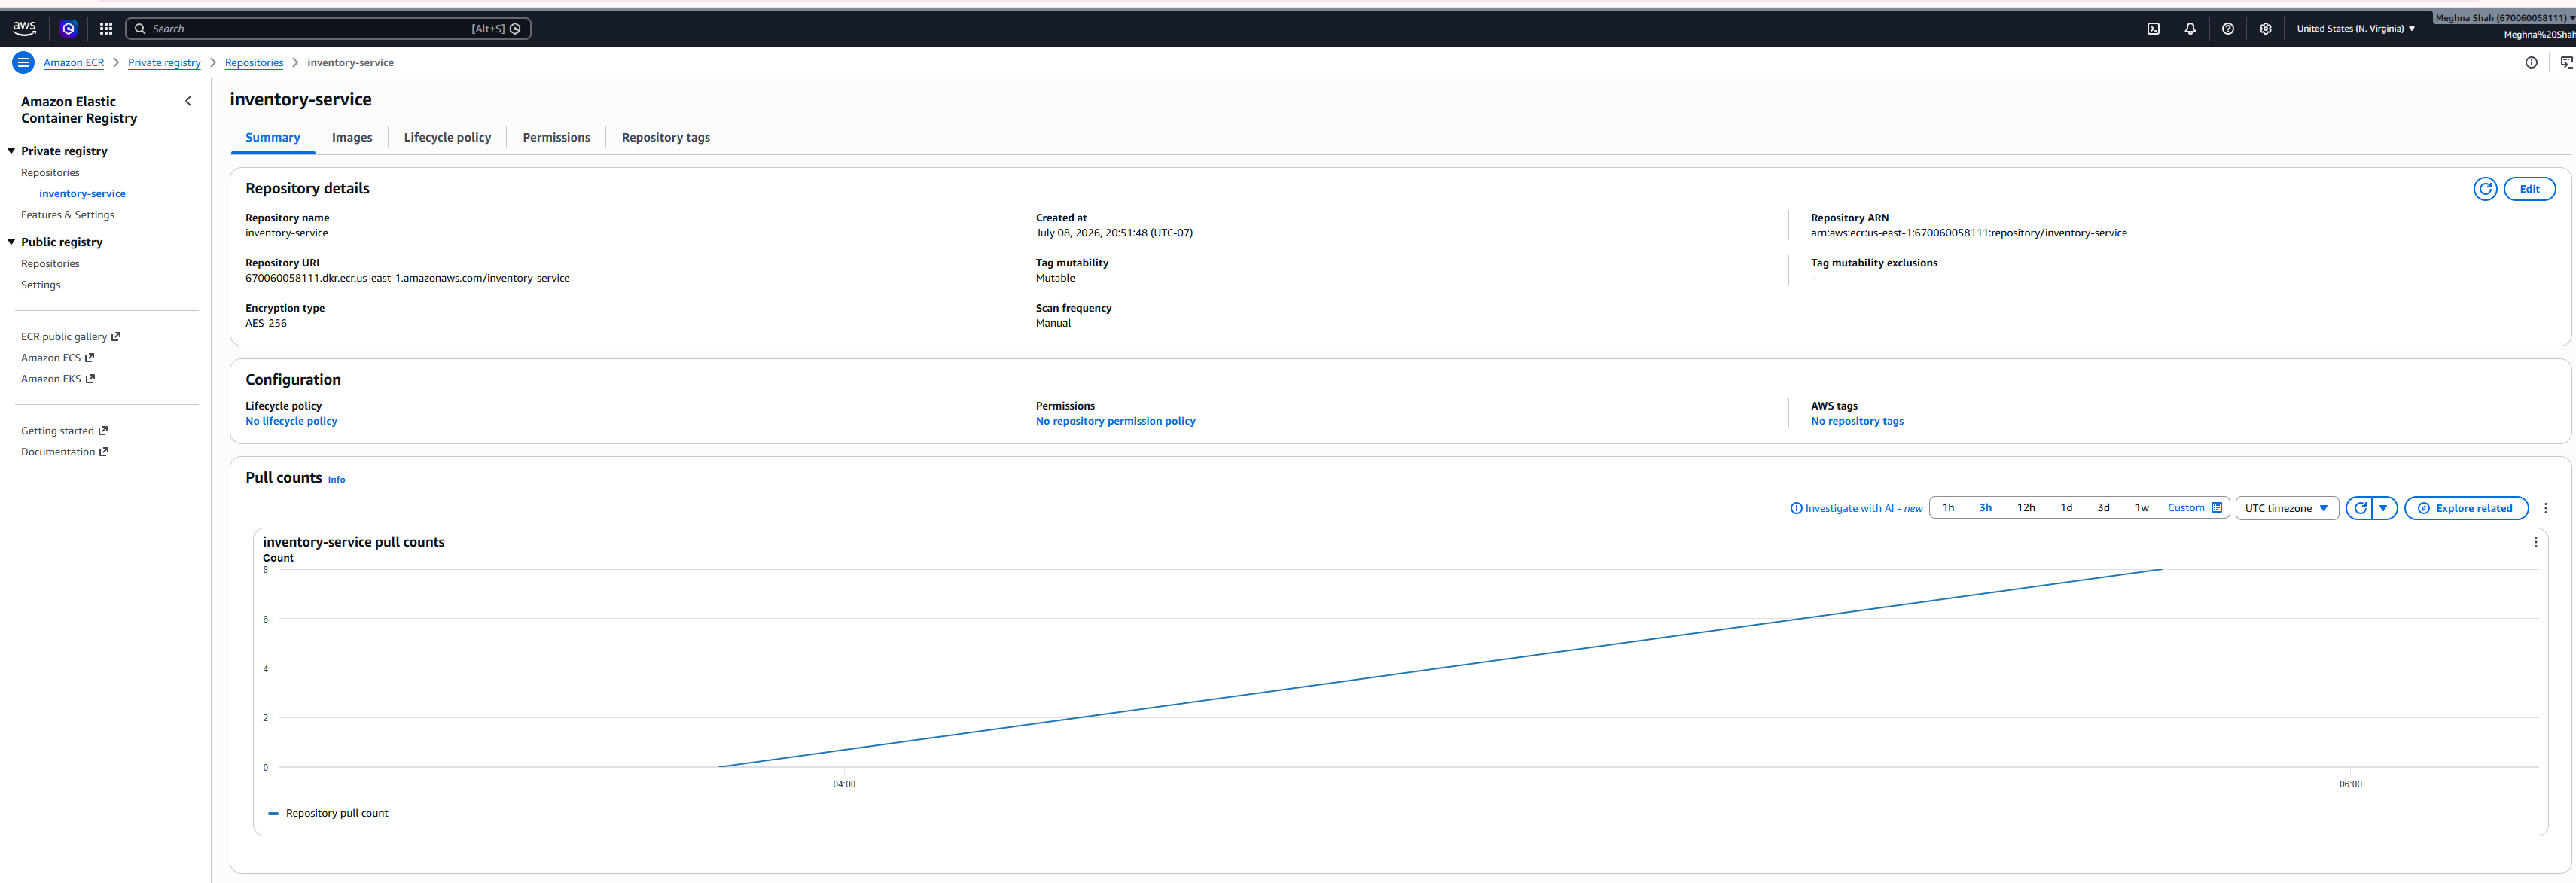 aws
Search [Alt+S]
United States (N. Virginia)
Meghna Shah (670060058111)
Meghna%20Shah
Amazon ECR
Private registry
Repositories
inventory-service
Amazon Elastic
Container Registry
Private registry
Repositories
inventory-service
Features & Settings
Public registry
Repositories
Settings
ECR public gallery
Amazon ECS
Amazon EKS
Getting started
Documentation
inventory-service
Summary
Images
Lifecycle policy
Permissions
Repository tags
Repository details
Edit
Repository name
inventory-service
Created at
July 08, 2026, 20:51:48 (UTC-07)
Repository ARN
arn:aws:ecr:us-east-1:670060058111:repository/inventory-service
Repository URI
670060058111.dkr.ecr.us-east-1.amazonaws.com/inventory-service
Tag mutability
Mutable
Tag mutability exclusions
-
Encryption type
AES-256
Scan frequency
Manual
Configuration
Lifecycle policy
No lifecycle policy
Permissions
No repository permission policy
AWS tags
No repository tags
Pull counts Info
Investigate with AI - new
1h
3h
12h
1d
3d
1w
Custom
UTC timezone
Explore related
inventory-service pull counts
Count
8
6
4
2
0
04:00
06:00
Repository pull count